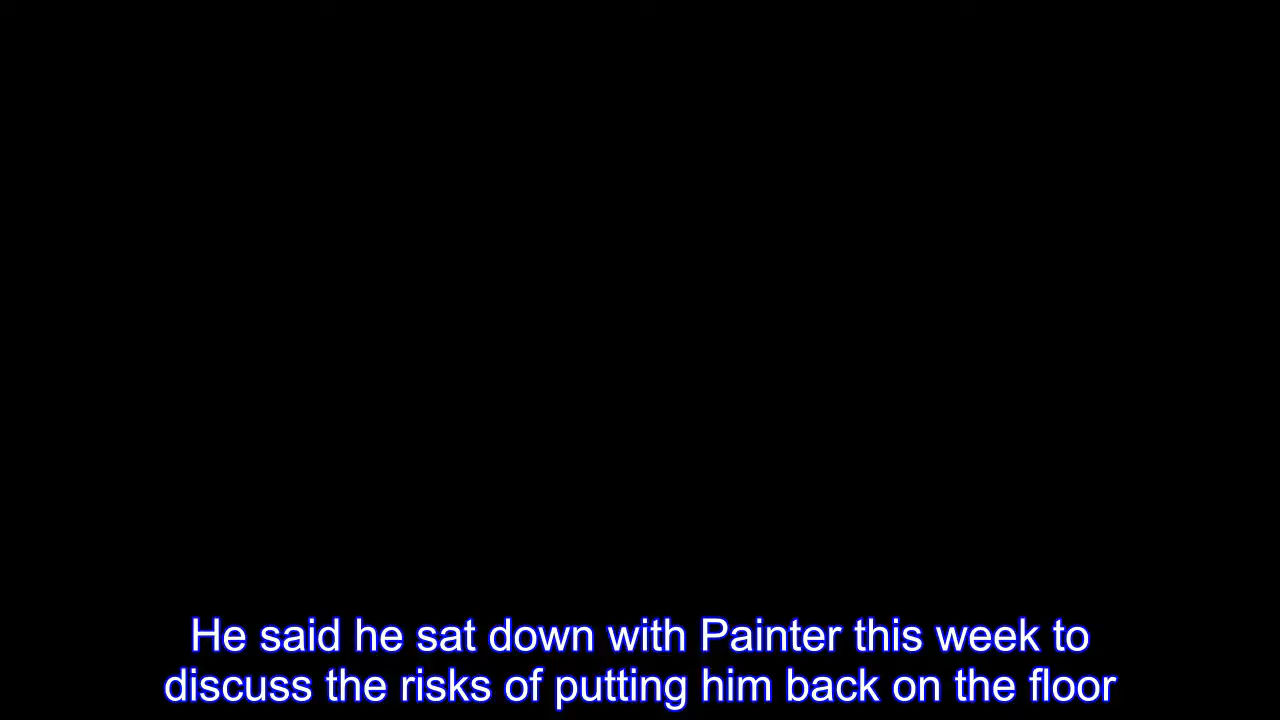 He said he sat down with Painter this week to
discuss the risks of putting him back on the floor